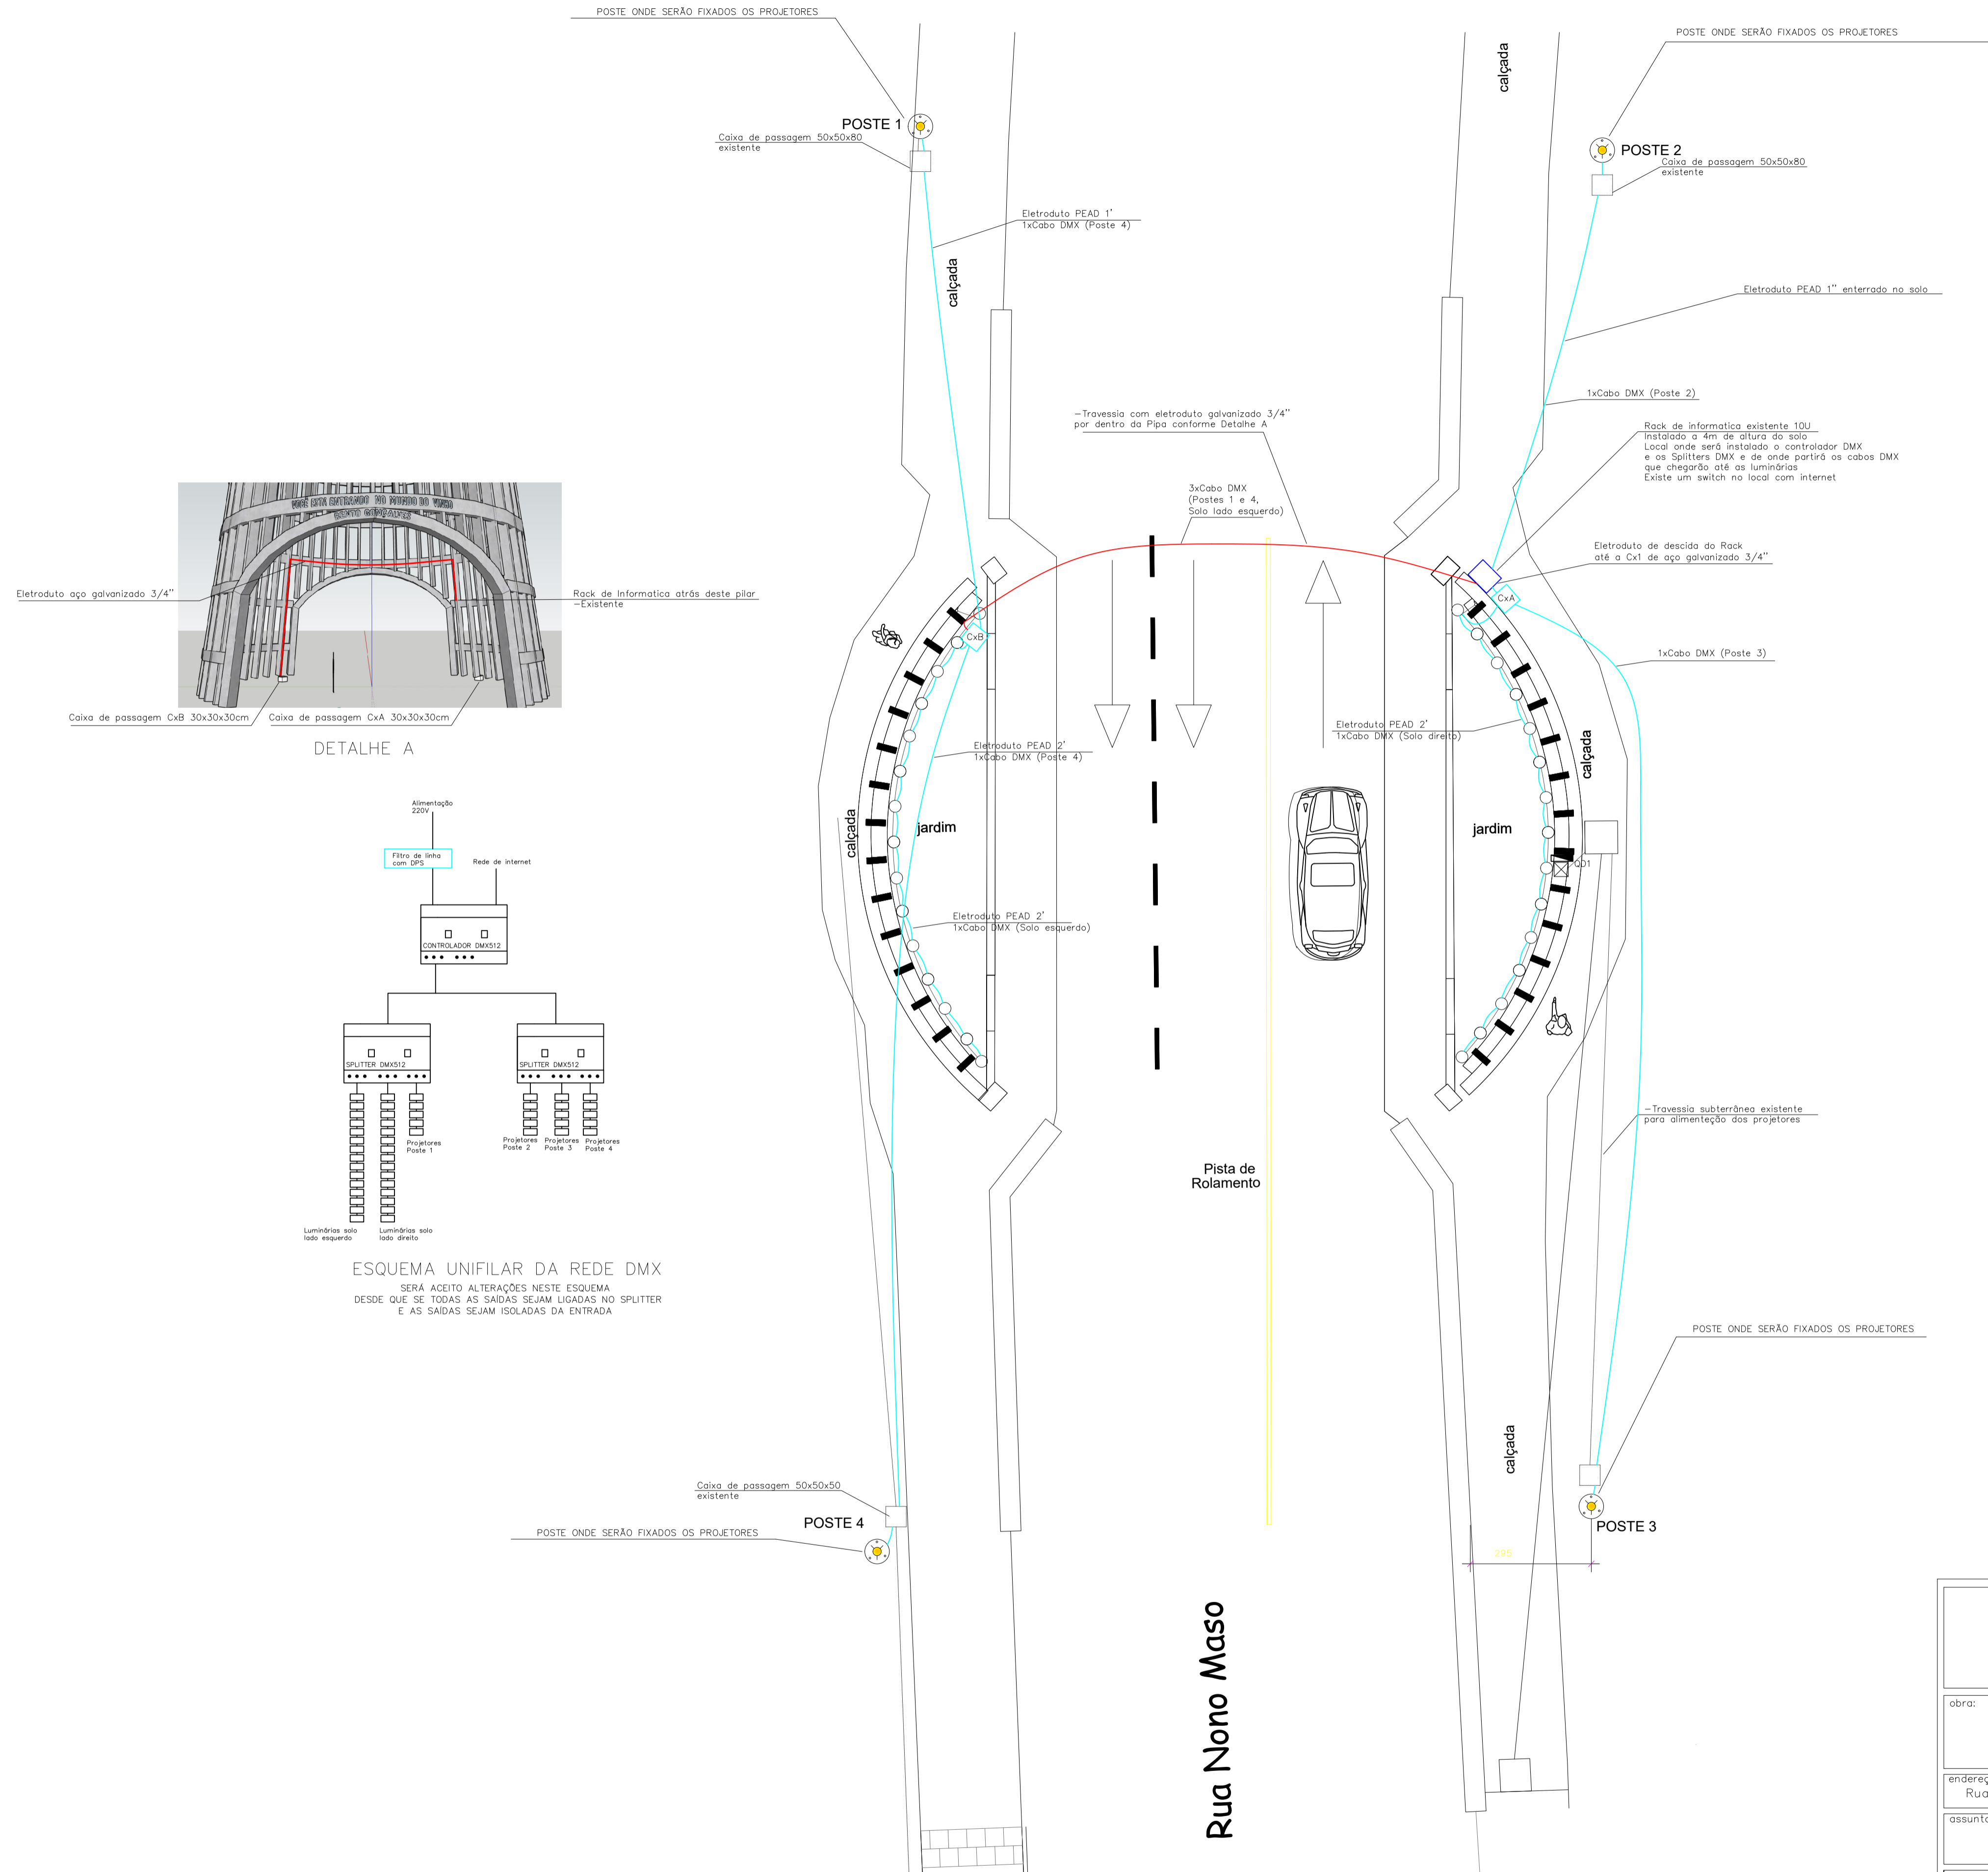 POSTE ONDE SERÃO FIXADOS OS PROJETORES
POSTE ONDE SERÃO FIXADOS OS PROJETORES
calçada
POSTE 1
Caixa de passagem 50x50x80
existente
POSTE 2
Caixa de passagem 50x50x80
existente
Eletroduto PEAD 1'
1xCabo DMX (Poste 4)
calçada
Eletroduto PEAD 1'' enterrado no solo
1xCabo DMX (Poste 2)
-Travessia com eletroduto galvanizado 3/4''
por dentro da Pipa conforme Detalhe A
Rack de informatica existente 10U
Instalado a 4m de altura do solo
Local onde será instalado o controlador DMX
e os Splitters DMX e de onde partirá os cabos DMX
que chegarão até as luminárias
Existe um switch no local com internet
3xCabo DMX
(Postes 1 e 4,
Solo lado esquerdo)
Eletroduto de descida do Rack
até a Cx1 de aço galvanizado 3/4''
VOCÊ ESTÁ ENTRANDO NO MUNDO DO VINHO
BENTO GONÇALVES
Eletroduto aço galvanizado 3/4''
Rack de Informatica atrás deste pilar
-Existente
Caixa de passagem CxB 30x30x30cm
Caixa de passagem CxA 30x30x30cm
DETALHE A
CxA
CxB
1xCabo DMX (Poste 3)
Eletroduto PEAD 2'
1xCabo DMX (Solo direito)
Eletroduto PEAD 2'
1xCabo DMX (Poste 4)
calçada
calçada
jardim
jardim
QD1
Eletroduto PEAD 2'
1xCabo DMX (Solo esquerdo)
Alimentação
220V
Filtro de linha
com DPS
Rede de internet
CONTROLADOR DMX512
SPLITTER DMX512
SPLITTER DMX512
Projetores
Poste 1
Projetores
Poste 2
Projetores
Poste 3
Projetores
Poste 4
Luminárias solo
lado esquerdo
Luminárias solo
lado direito
ESQUEMA UNIFILAR DA REDE DMX
SERÁ ACEITO ALTERAÇÕES NESTE ESQUEMA
DESDE QUE SE TODAS AS SAÍDAS SEJAM LIGADAS NO SPLITTER
E AS SAÍDAS SEJAM ISOLADAS DA ENTRADA
-Travessia subterrânea existente
para alimenteção dos projetores
Pista de
Rolamento
POSTE ONDE SERÃO FIXADOS OS PROJETORES
calçada
Caixa de passagem 50x50x50
existente
POSTE 4
POSTE ONDE SERÃO FIXADOS OS PROJETORES
POSTE 3
295
Rua Nono Maso
obra:
endereç
Rua
assunto